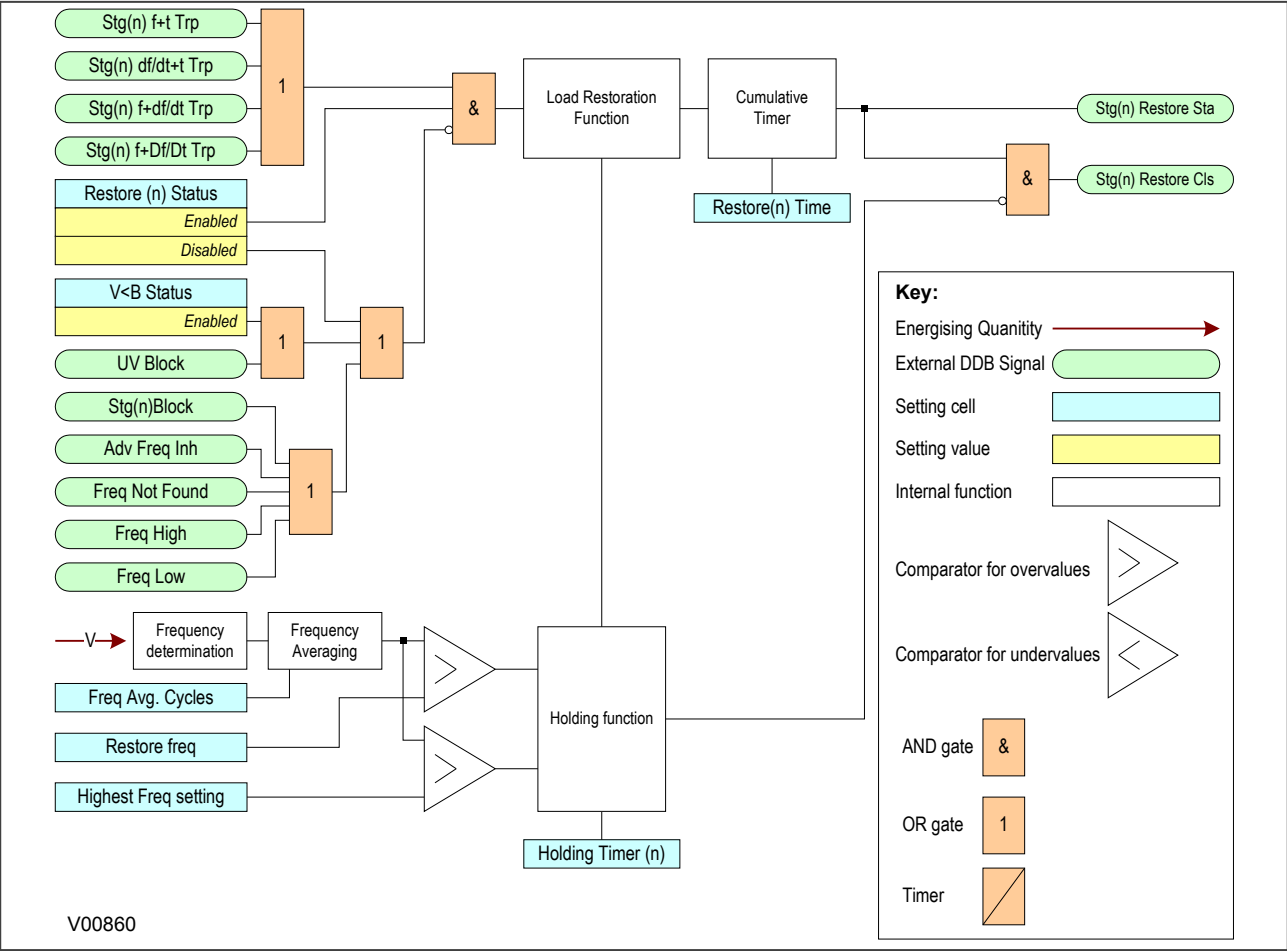 Stg(n) f+t Trp
Stg(n) df/dt+t Trp
Stg(n) f+df/dt Trp
Stg(n) f+Df/Dt Trp
1
Restore (n) Status
Enabled
Disabled
V<B Status
Enabled
UV Block
1
1
Stg(n)Block
Adv Freq Inh
Freq Not Found
Freq High
Freq Low
1
&
Load Restoration
Function
Cumulative
Timer
Restore(n) Time
Stg(n) Restore Sta
&
Stg(n) Restore Cls
V
Frequency
determination
Frequency
Averaging
Freq Avg. Cycles
Restore freq
Highest Freq setting
Holding function
Holding Timer (n)
Key:
Energising Quanitity
External DDB Signal
Setting cell
Setting value
Internal function
Comparator for overvalues
Comparator for undervalues
AND gate
&
OR gate
1
Timer
V00860